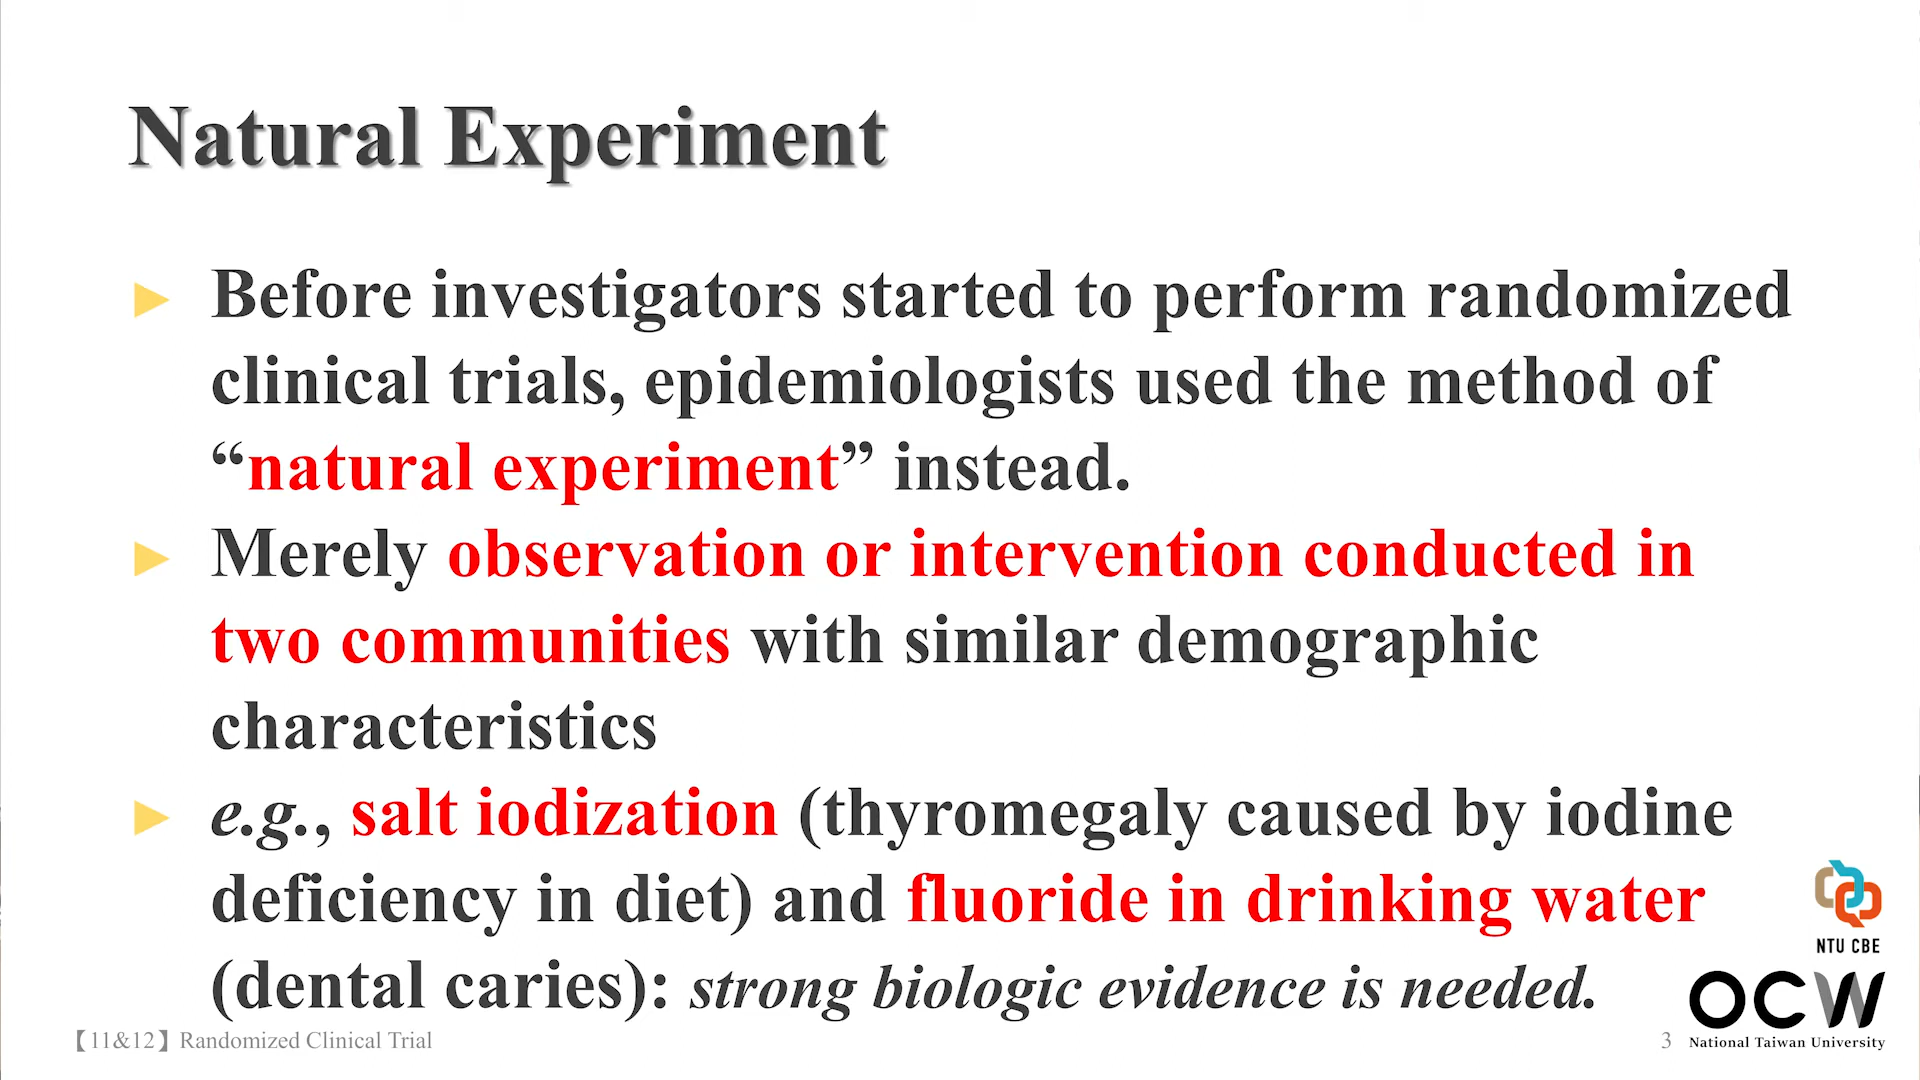 Natural Experiment
► Before investigators started to perform randomized
clinical trials, epidemiologists used the method of
“natural experiment” instead.
► Merely observation or intervention conducted in
two communities with similar demographic
characteristics
► e.g., salt iodization (thyromegaly caused by iodine
deficiency in diet) and fluoride in drinking water
(dental caries): strong biologic evidence is needed.
NTU CBE
OCW
National Taiwan University
【11&12】Randomized Clinical Trial
3